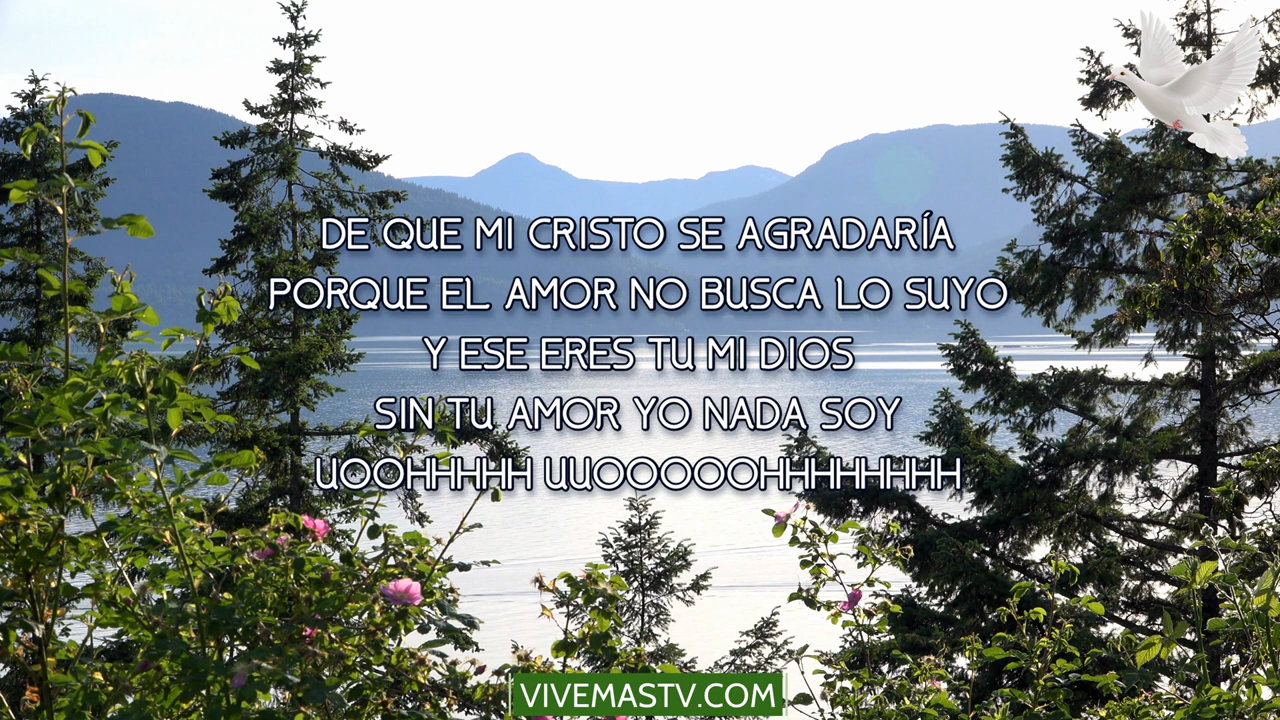 DE QUE MI CRISTO SE AGRADARÍA
PORQUE EL AMOR NO BUSCA LO SUYO
Y ESE ERES TU MI DIOS
SIN TU AMOR YO NADA SOY
UOOHHHHH UUOOOOOHHHHHHHH
VIVEMASTV.COM